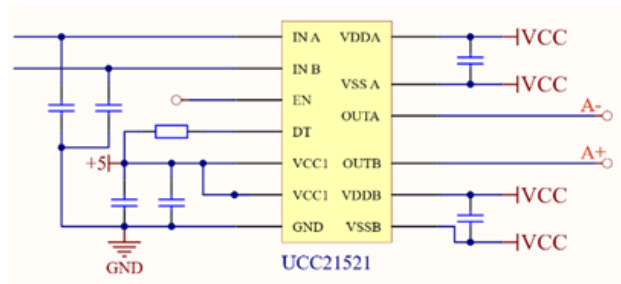 IN A VDDA VCC
IN B
VSS A VCC
EN
OUTA A-
DT
+5 VCC1 OUTB A+
VCC1 VDDB VCC
GND VSSB VCC
GND UCC21521